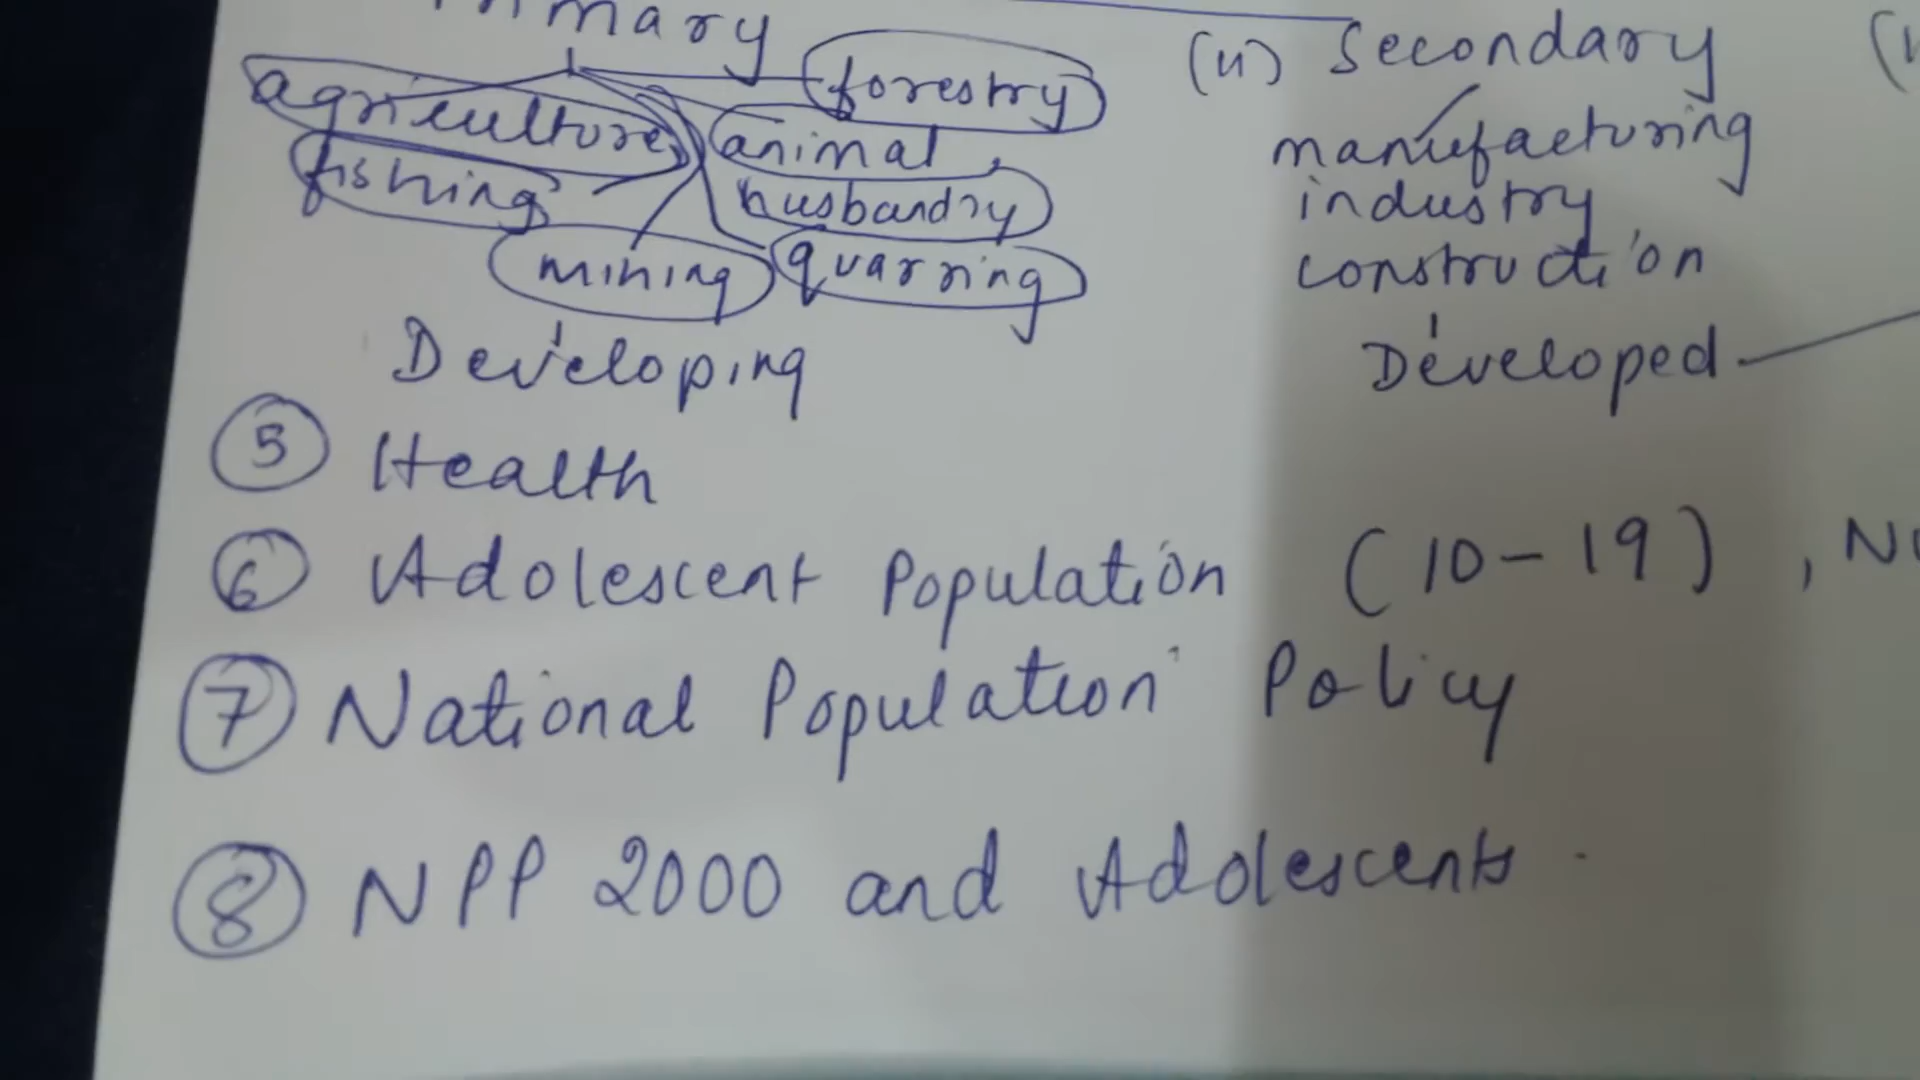 (ii) Secondary
agriculture forestry
fishing animal
husbandry
mining quarring
manufacturing
industry
construction
Developing Developed
5 Health
6 Adolescent Population (10-19),
7 National Population Policy
8 NPP 2000 and Adolescents.